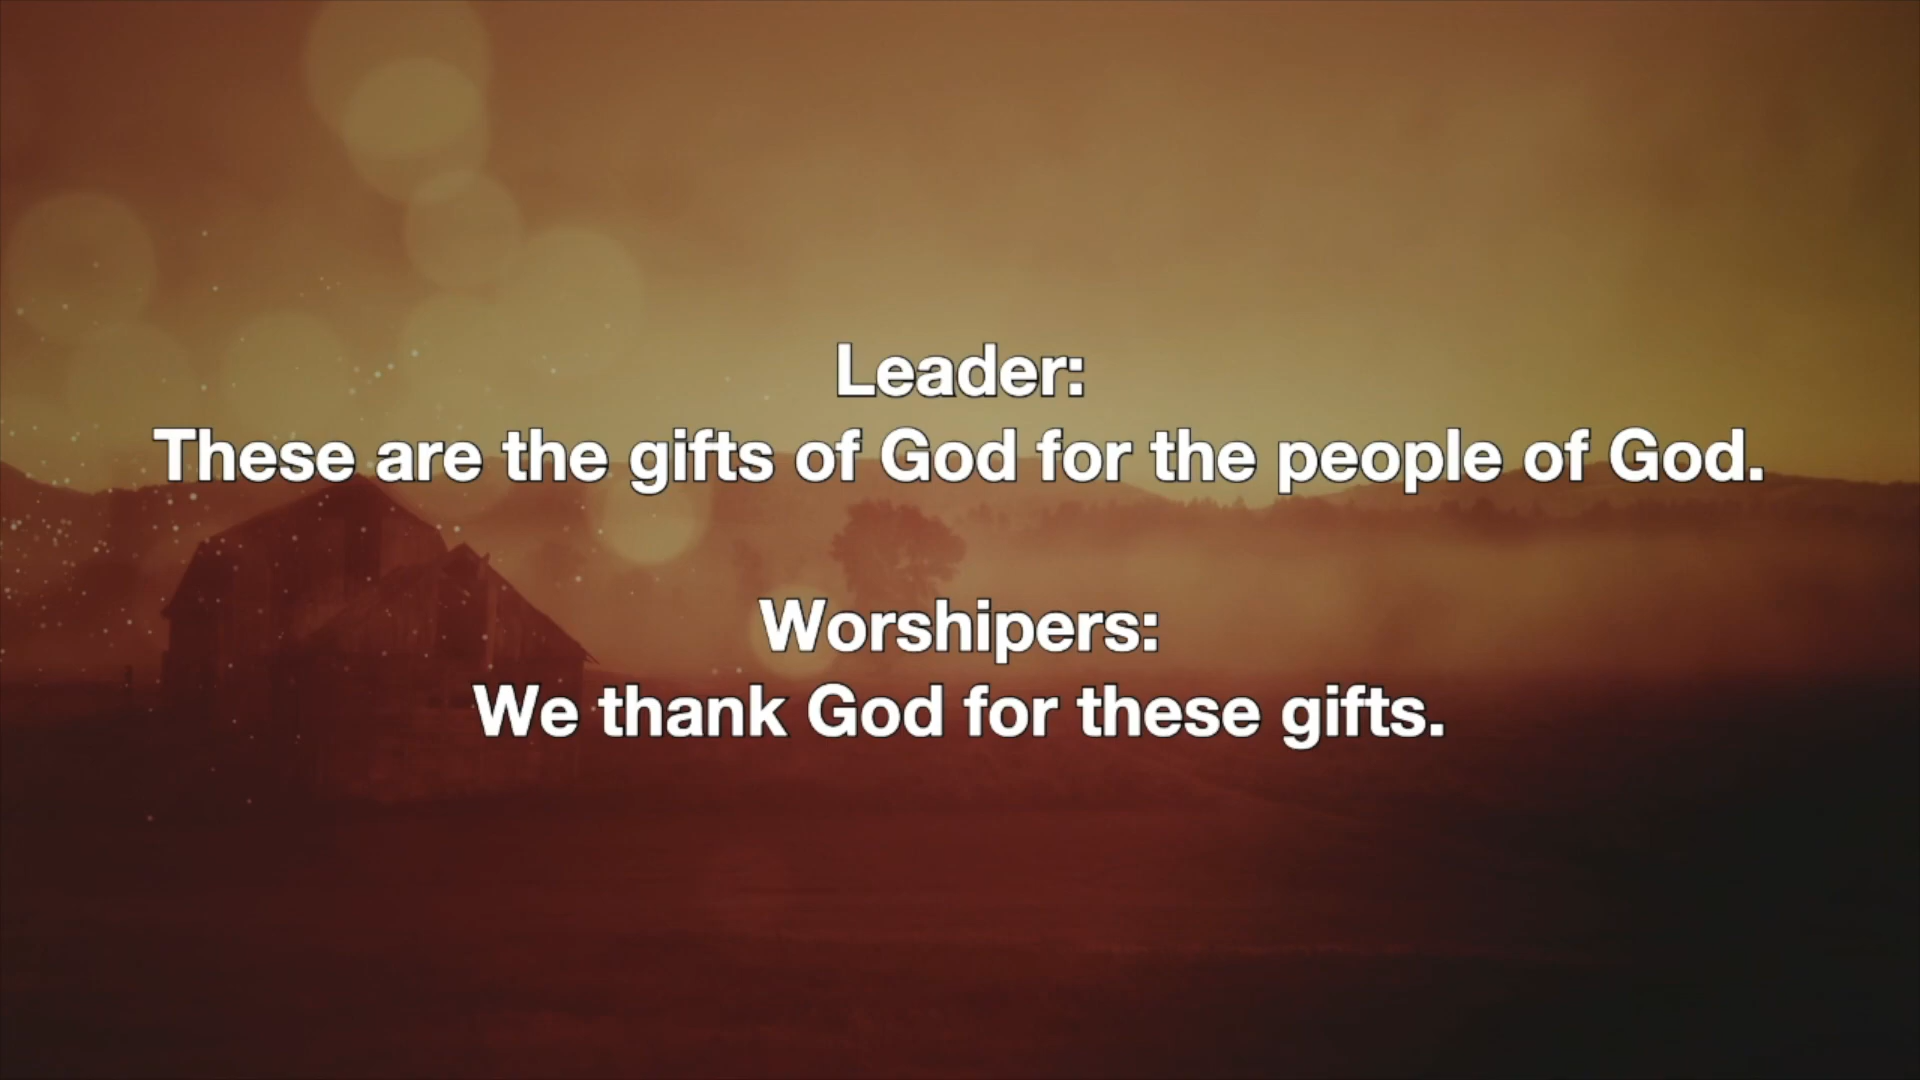 Leader:
These are the gifts of God for the people of God.
Worshipers:
We thank God for these gifts.